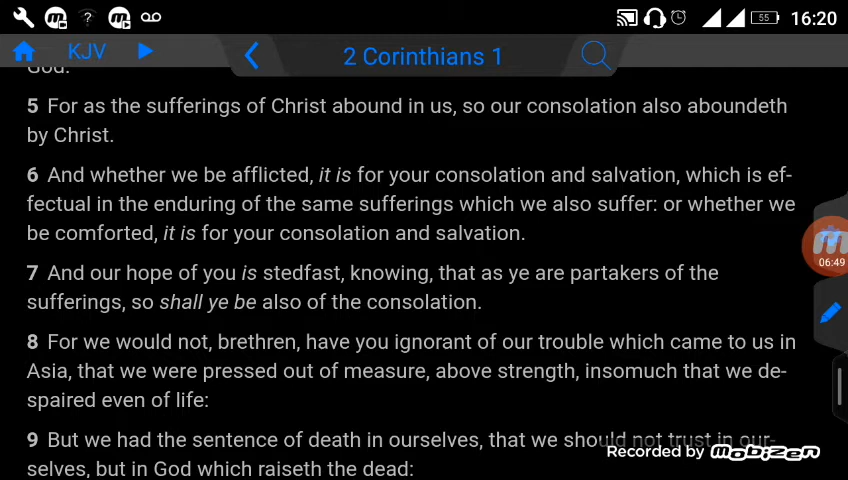 55 16:20
KJV 2 Corinthians 1
God.
5 For as the sufferings of Christ abound in us, so our consolation also aboundeth
by Christ.
6 And whether we be afflicted, it is for your consolation and salvation, which is ef-
fectual in the enduring of the same sufferings which we also suffer: or whether we
be comforted, it is for your consolation and salvation.
06:49
7 And our hope of you is stedfast, knowing, that as ye are partakers of the
sufferings, so shall ye be also of the consolation.
8 For we would not, brethren, have you ignorant of our trouble which came to us in
Asia, that we were pressed out of measure, above strength, insomuch that we de-
spaired even of life:
9 But we had the sentence of death in ourselves, that we should not trust in our-
selves, but in God which raiseth the dead:
Recorded by mobizen